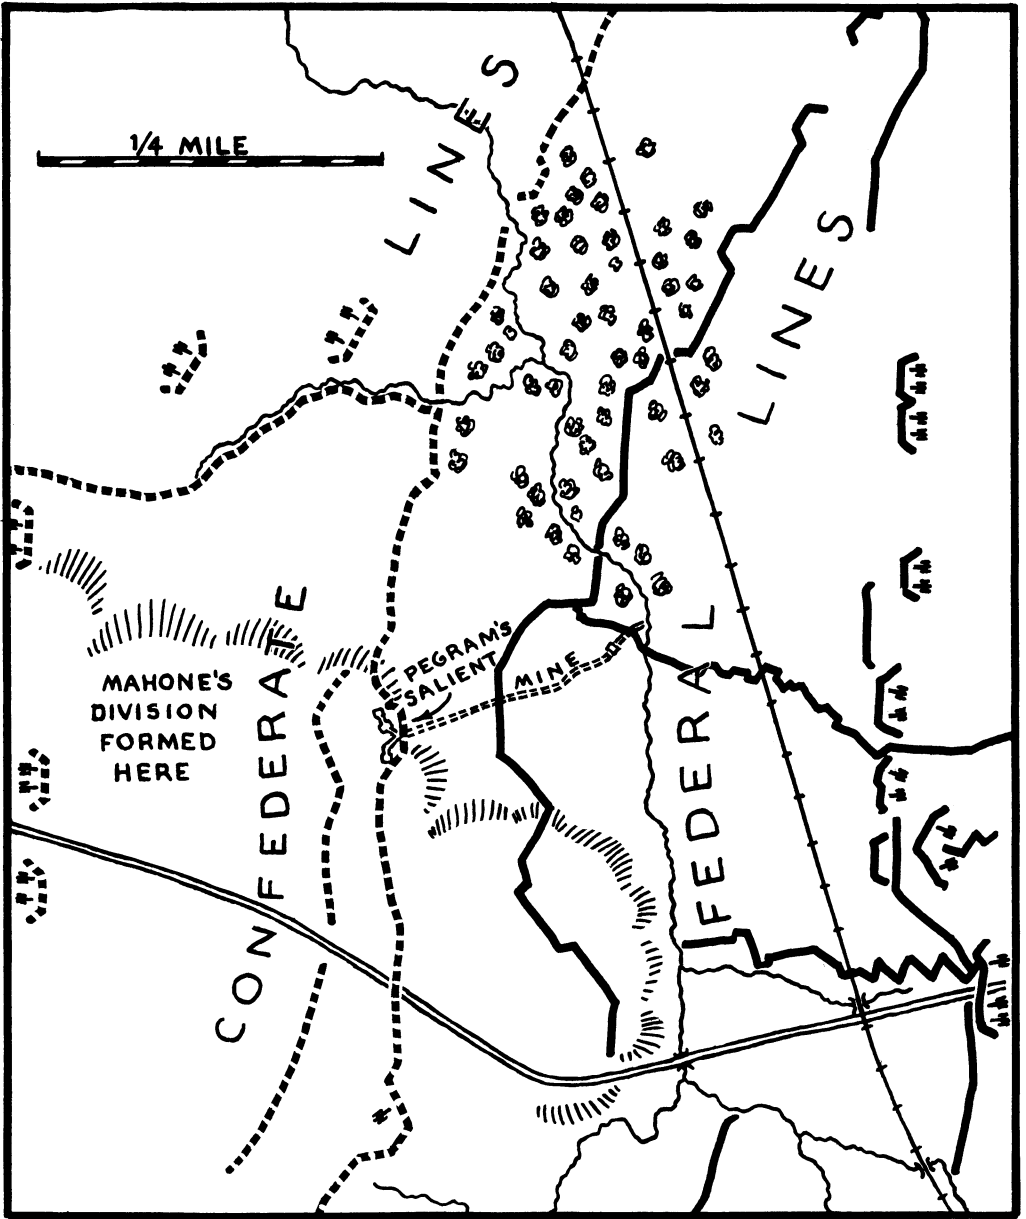 1/4 MILE
CONFEDERATE LINES
FEDERAL LINES
PEGRAM'S
SALIENT
MINE
MAHONE'S
DIVISION
FORMED
HERE